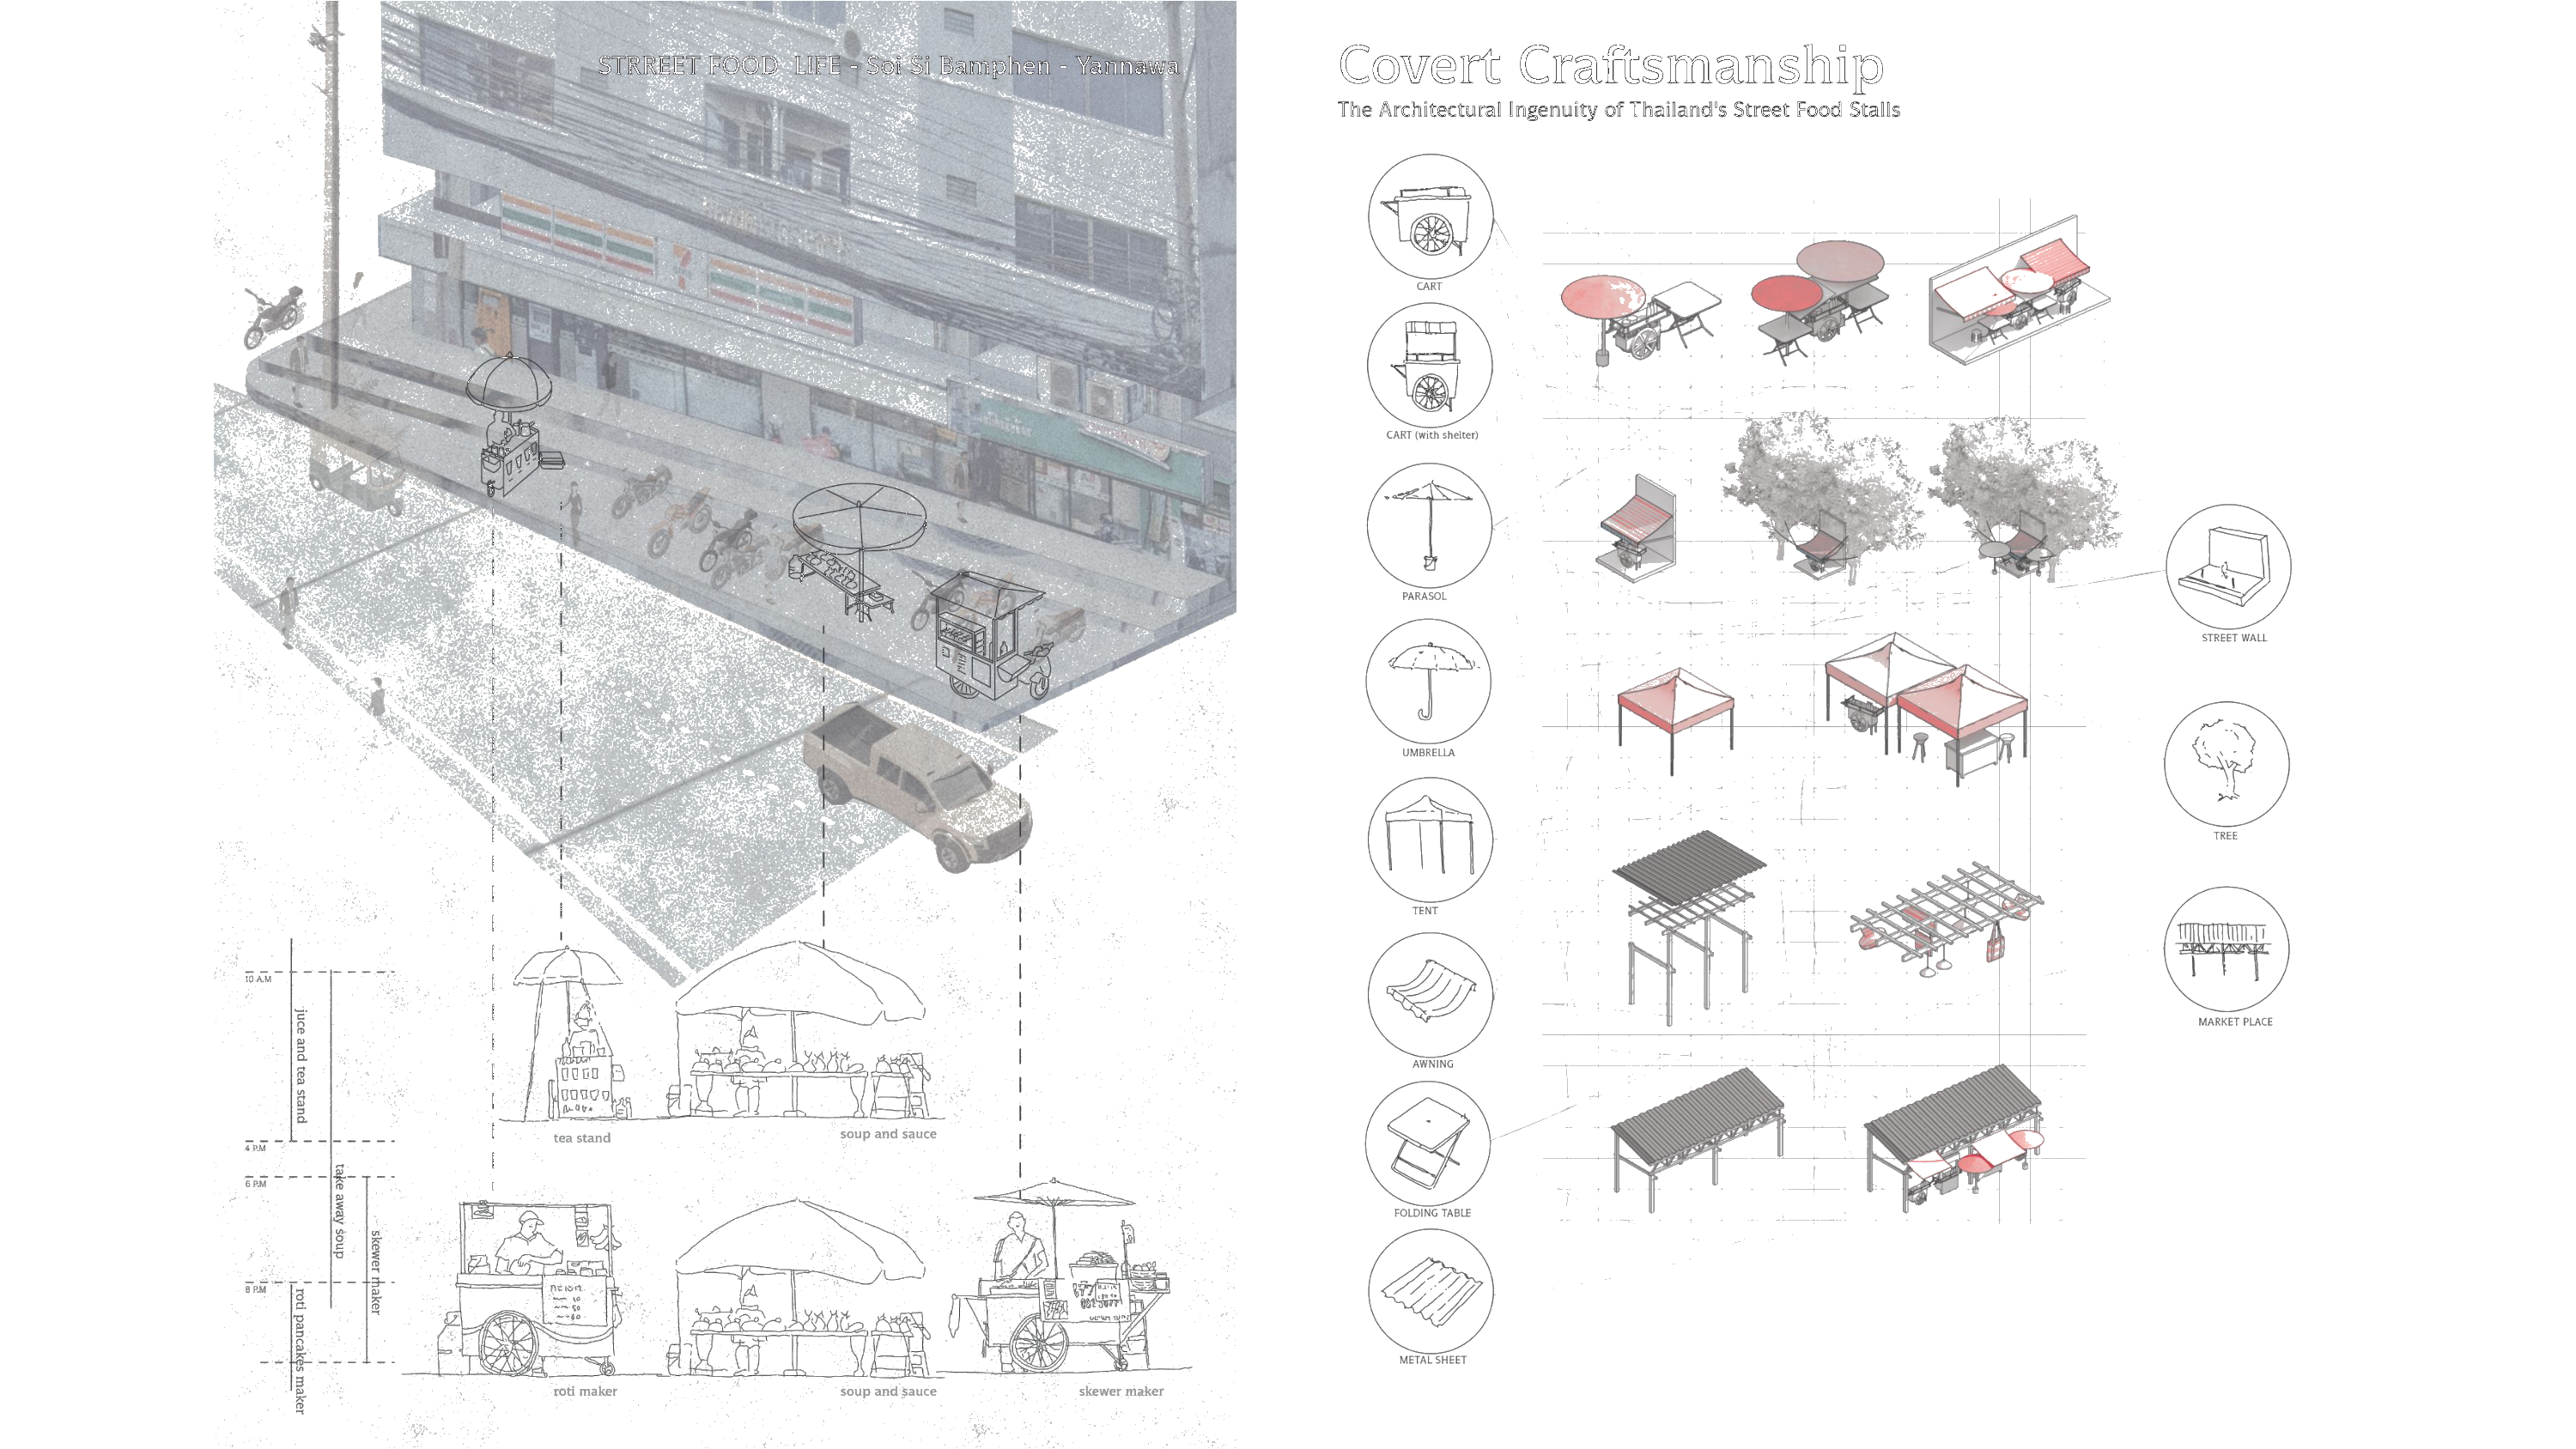 STRREET FOOD LIFE - Soi Si Bamphen - Yannawa
10 A.M
juce and tea stand
4 P.M
take away soup
6 P.M
skewer maker
8 P.M
roti pancakes maker
tea stand
soup and sauce
roti maker
soup and sauce
skewer maker
Covert Craftsmanship
The Architectural Ingenuity of Thailand's Street Food Stalls
CART
CART (with shelter)
PARASOL
UMBRELLA
TENT
AWNING
FOLDING TABLE
METAL SHEET
STREET WALL
TREE
MARKET PLACE